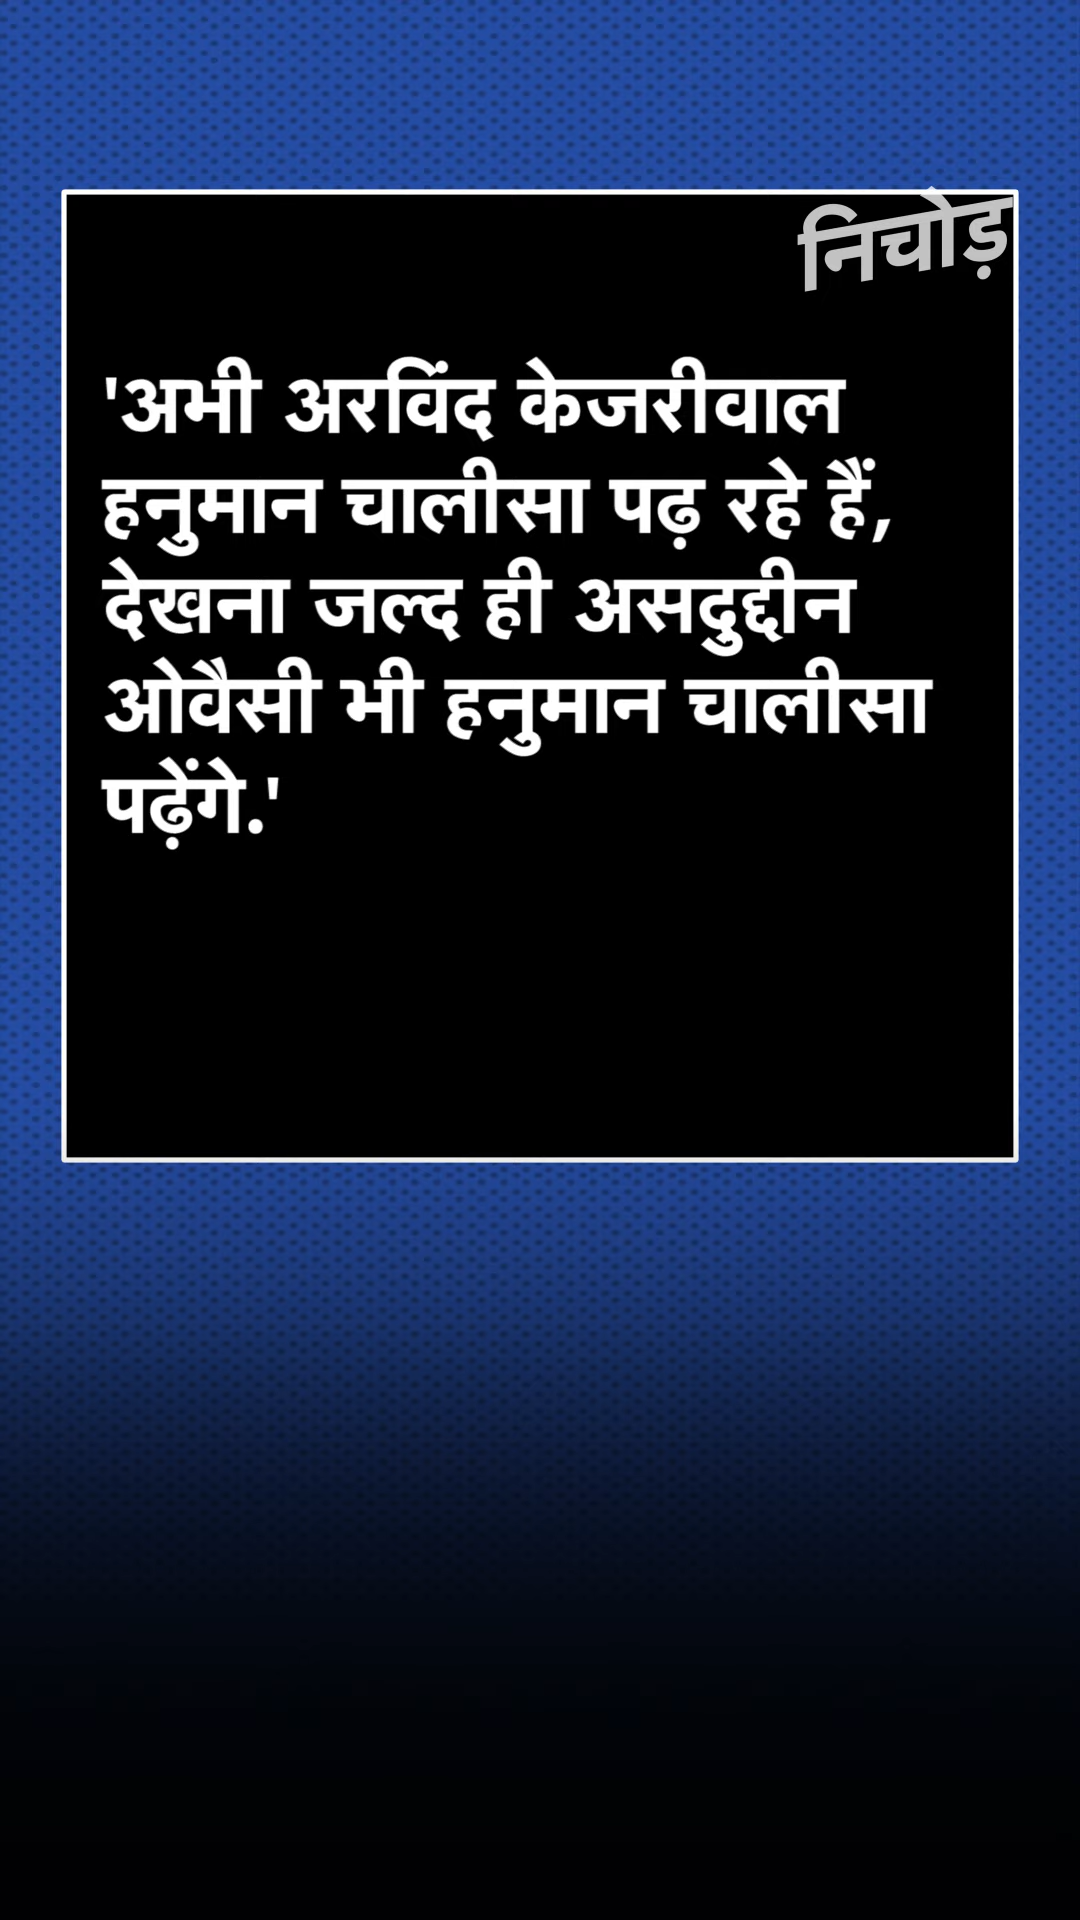 निचोड़
'अभी अरविंद केजरीवाल
हनुमान चालीसा पढ़ रहे हैं,
देखना जल्द ही असदुद्दीन
ओवैसी भी हनुमान चालीसा
पढ़ेंगे.'